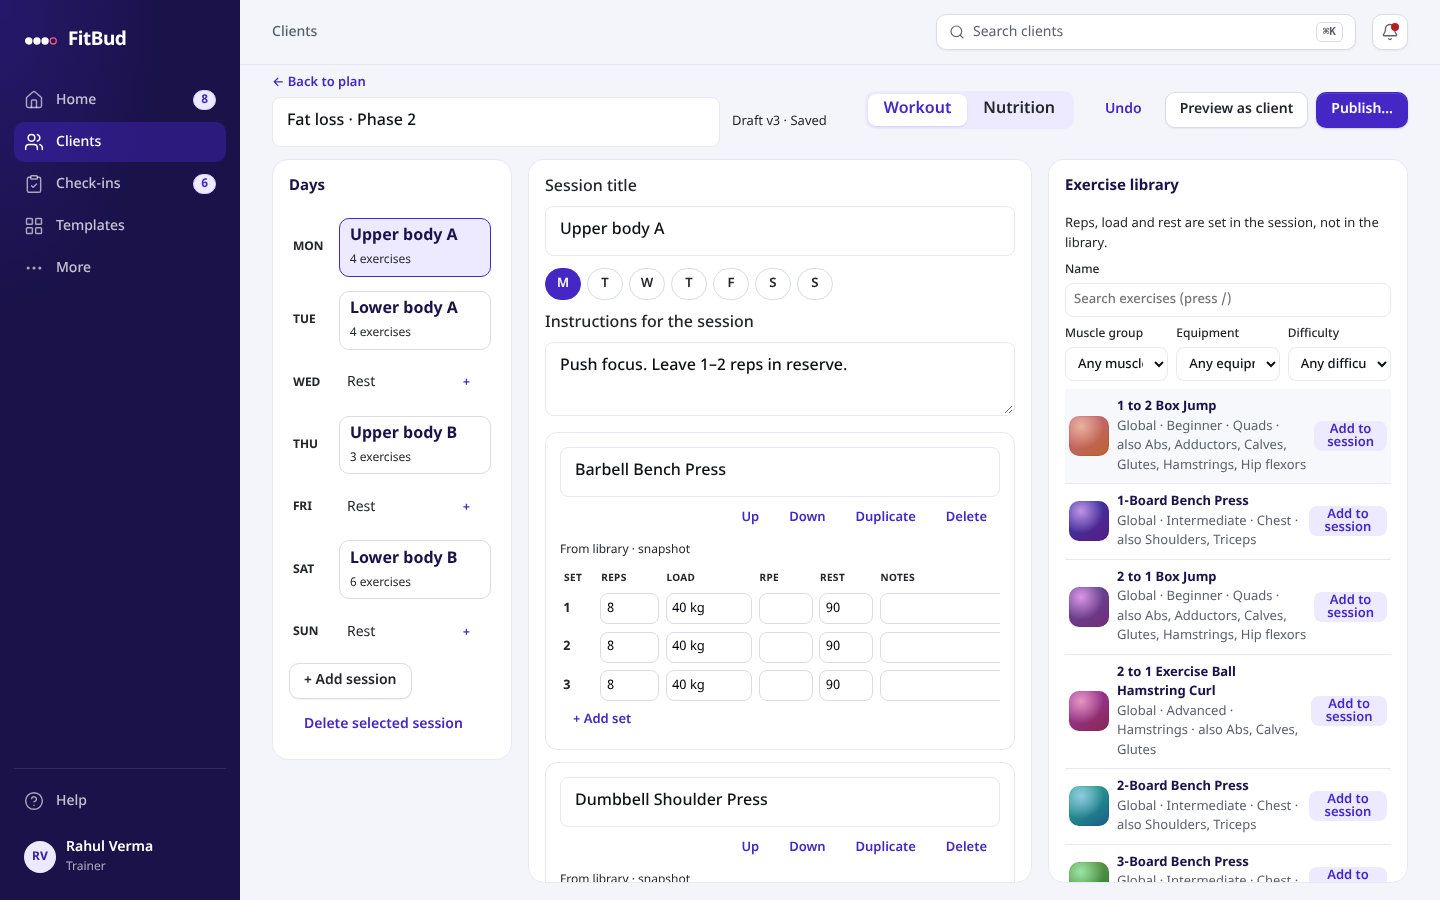 FitBud
Home 8
Clients
Check-ins 6
Templates
More
Help
RV
Rahul Verma
Trainer
Clients
Search clients ⌘K
← Back to plan
Fat loss · Phase 2
Draft v3 · Saved
Workout Nutrition
Undo
Preview as client
Publish...
Days
MON
Upper body A
4 exercises
TUE
Lower body A
4 exercises
WED Rest +
THU
Upper body B
3 exercises
FRI Rest +
SAT
Lower body B
6 exercises
SUN Rest +
+ Add session
Delete selected session
Session title
Upper body A
M T W T F S S
Instructions for the session
Push focus. Leave 1–2 reps in reserve.
Barbell Bench Press
Up Down Duplicate Delete
From library · snapshot
SET REPS LOAD RPE REST NOTES
1 8 40 kg 90
2 8 40 kg 90
3 8 40 kg 90
+ Add set
Dumbbell Shoulder Press
Up Down Duplicate Delete
From library · snapshot
Exercise library
Reps, load and rest are set in the session, not in the
library.
Name
Search exercises (press /)
Muscle group Equipment Difficulty
Any muscl Any equipr Any difficu
1 to 2 Box Jump
Global · Beginner · Quads ·
also Abs, Adductors, Calves,
Glutes, Hamstrings, Hip flexors
Add to
session
1-Board Bench Press
Global · Intermediate · Chest ·
also Shoulders, Triceps
Add to
session
2 to 1 Box Jump
Global · Beginner · Quads ·
also Abs, Adductors, Calves,
Glutes, Hamstrings, Hip flexors
Add to
session
2 to 1 Exercise Ball
Hamstring Curl
Global · Advanced ·
Hamstrings · also Abs, Calves,
Glutes
Add to
session
2-Board Bench Press
Global · Intermediate · Chest ·
also Shoulders, Triceps
Add to
session
3-Board Bench Press
Global · Intermediate · Chest ·
Add to